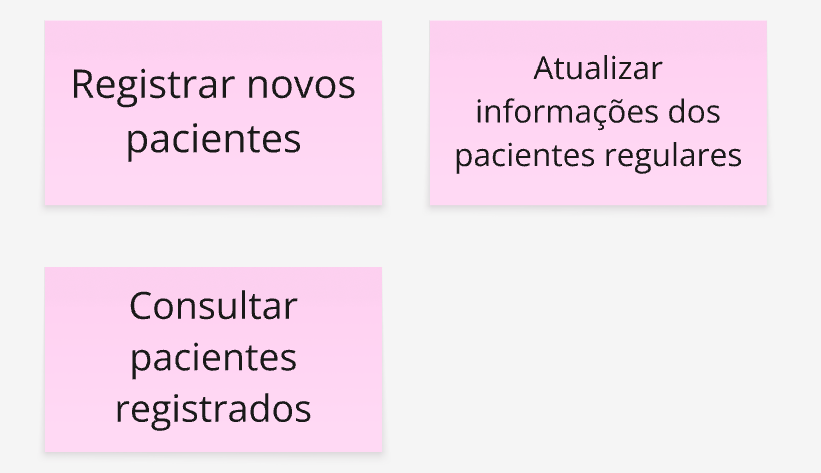 Registrar novos
pacientes
Atualizar
informações dos
pacientes regulares
Consultar
pacientes
registrados